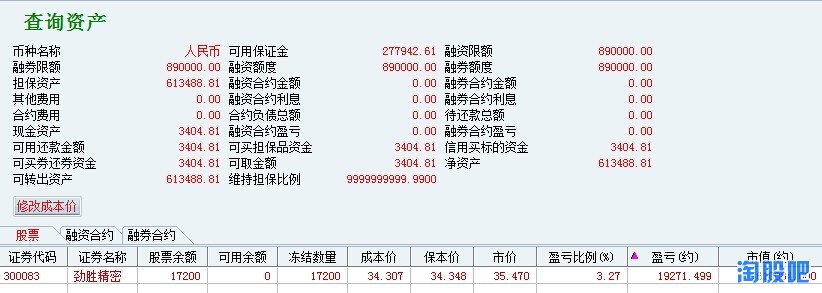 查询资产
币种名称 人民币 可用保证金 277942.61 融资限额 890000.00
融券限额 890000.00 融资额度 890000.00 融券额度 890000.00
担保资产 613488.81 融资合约金额 0.00 融券合约金额 0.00
其他费用 0.00 融资合约利息 0.00 融券合约利息 0.00
合约费用 0.00 合约负债总额 0.00 待还款总额 0.00
现金资产 3404.81 融资合约盈亏 0.00 融券合约盈亏 0.00
可用还款金额 3404.81 可买担保品资金 3404.81 信用买标的资金 3404.81
可买券还券资金 3404.81 可取金额 3404.81 净资产 613488.81
可转出资产 613488.81 维持担保比例 9999999999.9900
修改成本价
股票 融资合约 融券合约
证券代码 证券名称 股票余额 可用余额 冻结数量 成本价 保本价 市价 盈亏比例(%) 盈亏(约) 市值(约)
300083 劲胜精密 17200 0 17200 34.307 34.348 35.470 3.27 19271.499
淘股吧